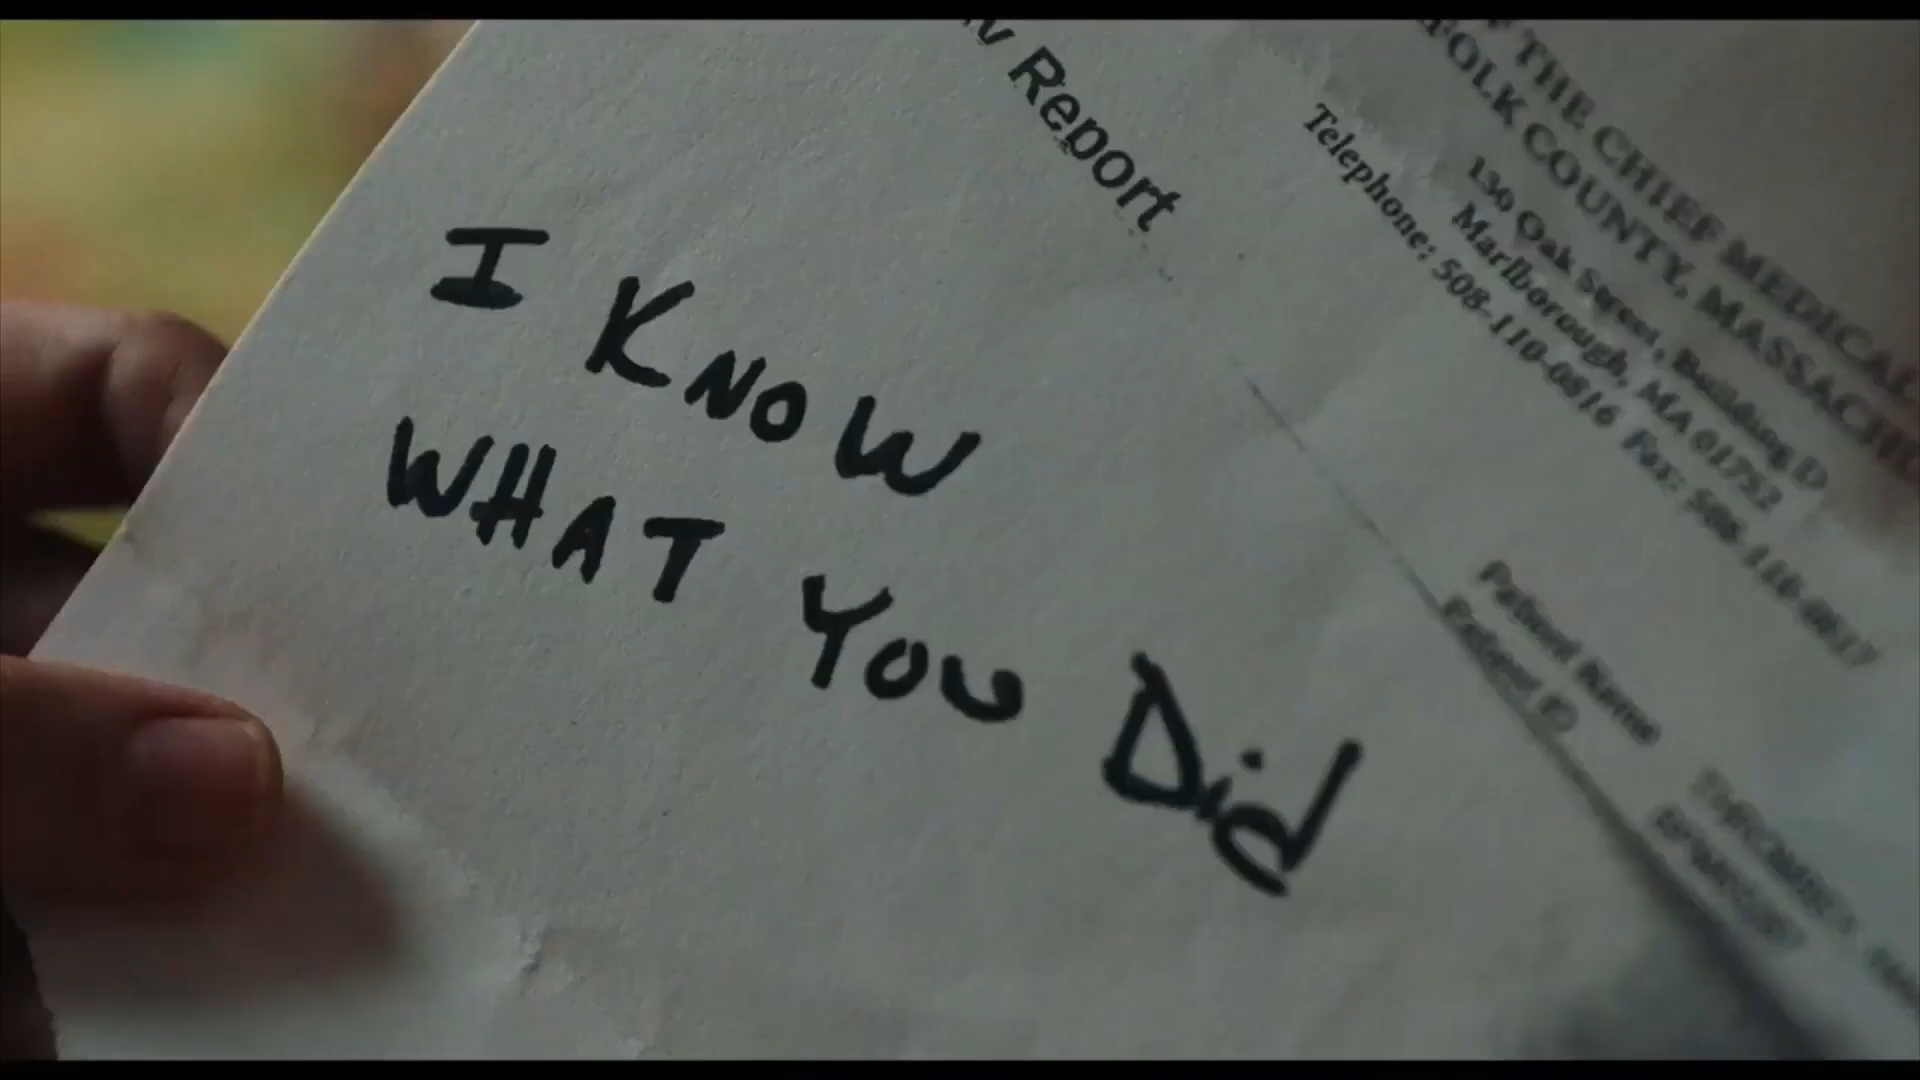 I KNOW
WHAT YOU Did
Report
THE CHIEF MEDICAL
FOLK COUNTY, MASSACHU
130 Oak Street, Building D
Marlborough, MA 01752
Telephone: 508-110-0816 Fax: 508-110-0817
Patient Name
Patient ID